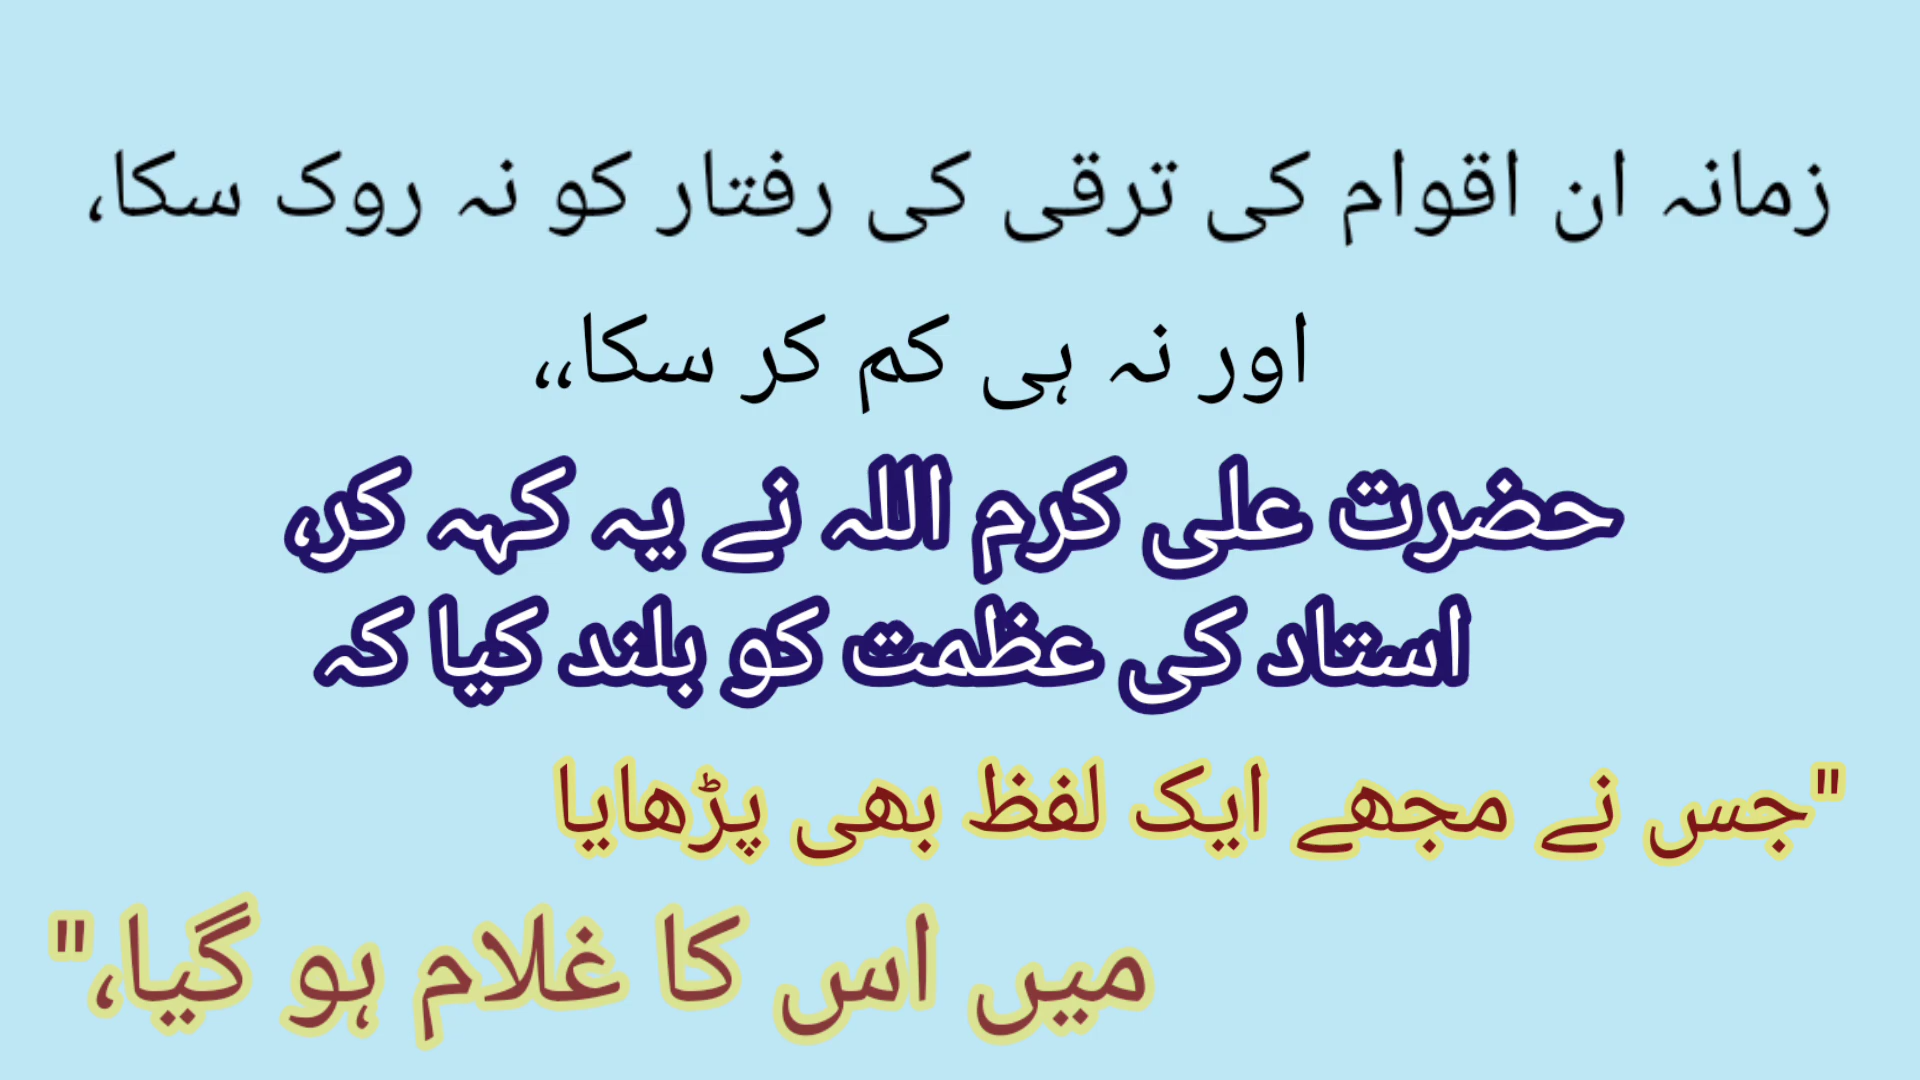 زمانہ ان اقوام کی ترقی کی رفتار کو نہ روک سکا،
اور نہ ہی کم کر سکا،،
حضرت علی کرم اللہ نے یہ کہہ کر،
استاد کی عظمت کو بلند کیا کہ
"جس نے مجھے ایک لفظ بھی پڑھایا
میں اس کا غلام ہو گیا،"